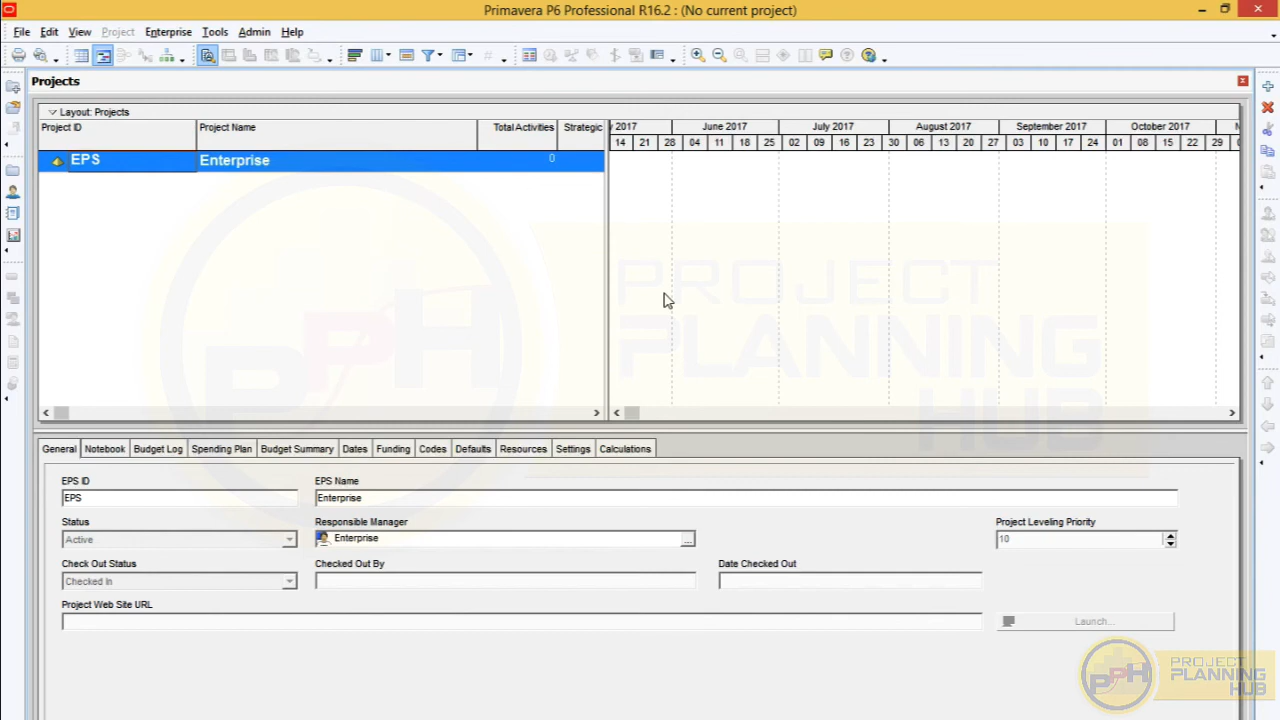 Primavera P6 Professional R16.2 : (No current project)
File Edit View Project Enterprise Tools Admin Help
Projects
Layout: Projects
Project ID Project Name Total Activities Strategic
2017 June 2017 July 2017 August 2017 September 2017 October 2017
14 21 28 04 11 18 25 02 09 16 23 30 06 13 20 27 03 10 17 24 01 08 15 22 29
EPS Enterprise 0
PROJECT
PLANNING
HUB
PPH
General Notebook Budget Log Spending Plan Budget Summary Dates Funding Codes Defaults Resources Settings Calculations
EPS ID EPS Name
EPS Enterprise
Status Responsible Manager Project Leveling Priority
Active Enterprise ... 10
Check Out Status Checked Out By Date Checked Out
Checked In
Project Web Site URL
Launch...
PPH
PROJECT
PLANNING
HUB